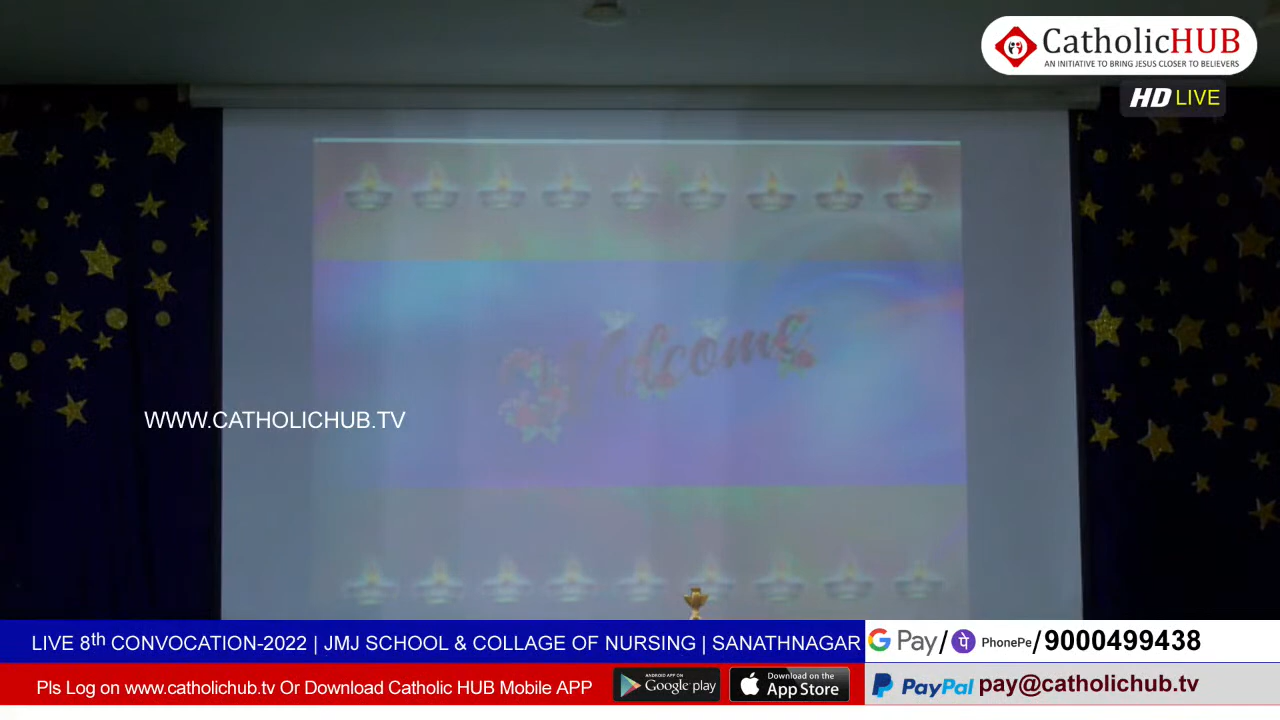 CatholicHUB
AN INITIATIVE TO BRING JESUS CLOSER TO BELIEVERS
HD LIVE
Welcome
WWW.CATHOLICHUB.TV
LIVE 8th CONVOCATION-2022 | JMJ SCHOOL & COLLAGE OF NURSING | SANATHNAGAR
G Pay/ पे PhonePe/9000499438
Pls Log on www.catholichub.tv Or Download Catholic HUB Mobile APP
ANDROID APP ON
Google play
Download on the
App Store
PayPal pay@catholichub.tv